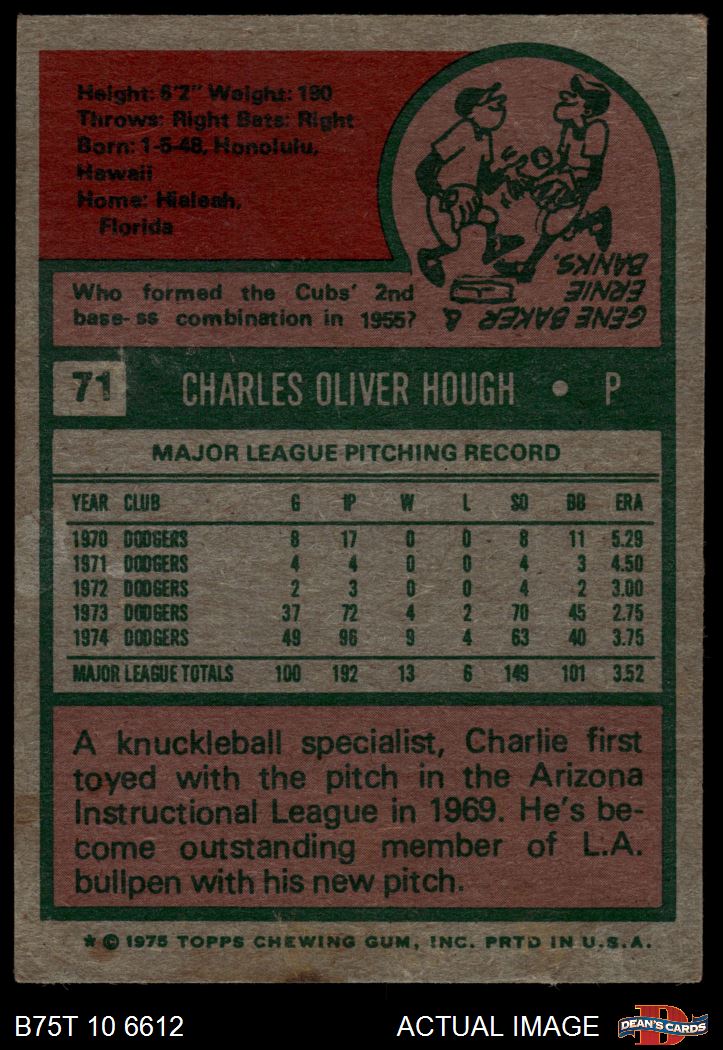 Height: 6'2" Weight: 190
Throws: Right Bats: Right
Born: 1-5-48, Honolulu,
Hawaii
Home: Hialeah,
Florida
Who formed the Cubs' 2nd
base-ss combination in 1955?
GENE BAKER &
ERNIE
BANKS.
71 CHARLES OLIVER HOUGH • P
MAJOR LEAGUE PITCHING RECORD
YEAR CLUB G IP W L SO BB ERA
1970 DODGERS 8 17 0 0 8 11 5.29
1971 DODGERS 4 4 0 0 4 3 4.50
1972 DODGERS 2 3 0 0 4 2 3.00
1973 DODGERS 37 72 4 2 70 45 2.75
1974 DODGERS 49 96 9 4 63 40 3.75
MAJOR LEAGUE TOTALS 100 192 13 6 149 101 3.52
A knuckleball specialist, Charlie first
toyed with the pitch in the Arizona
Instructional League in 1969. He's be-
come outstanding member of L.A.
bullpen with his new pitch.
* © 1975 TOPPS CHEWING GUM, INC. PRTD IN U.S.A.
B75T 10 6612 ACTUAL IMAGE DEAN'S CARDS